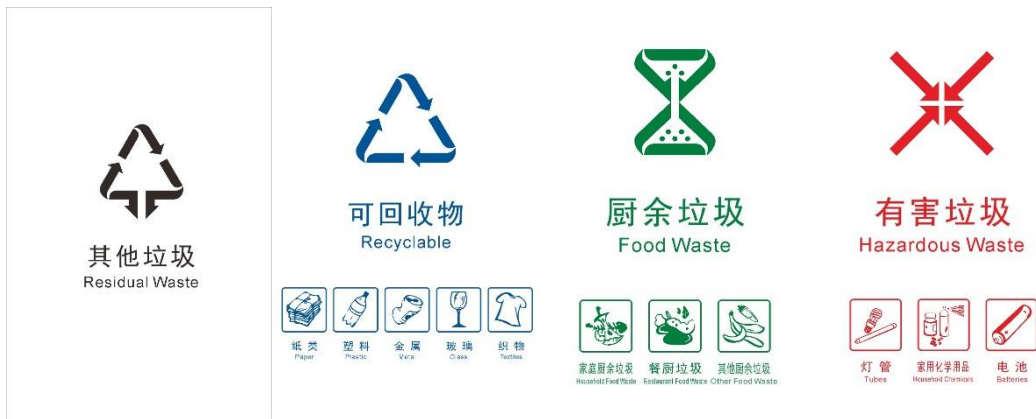 其他垃圾
Residual Waste
可回收物
Recyclable
纸类
Paper
塑料
Plastic
金属
Metal
玻璃
Glass
织物
Textiles
厨余垃圾
Food Waste
家庭厨余垃圾
Household Food Waste
餐厨垃圾
Restaurant Food Waste
其他厨余垃圾
Other Food Waste
有害垃圾
Hazardous Waste
灯管
Tubes
家用化学用品
Household Chemicals
电池
Batteries